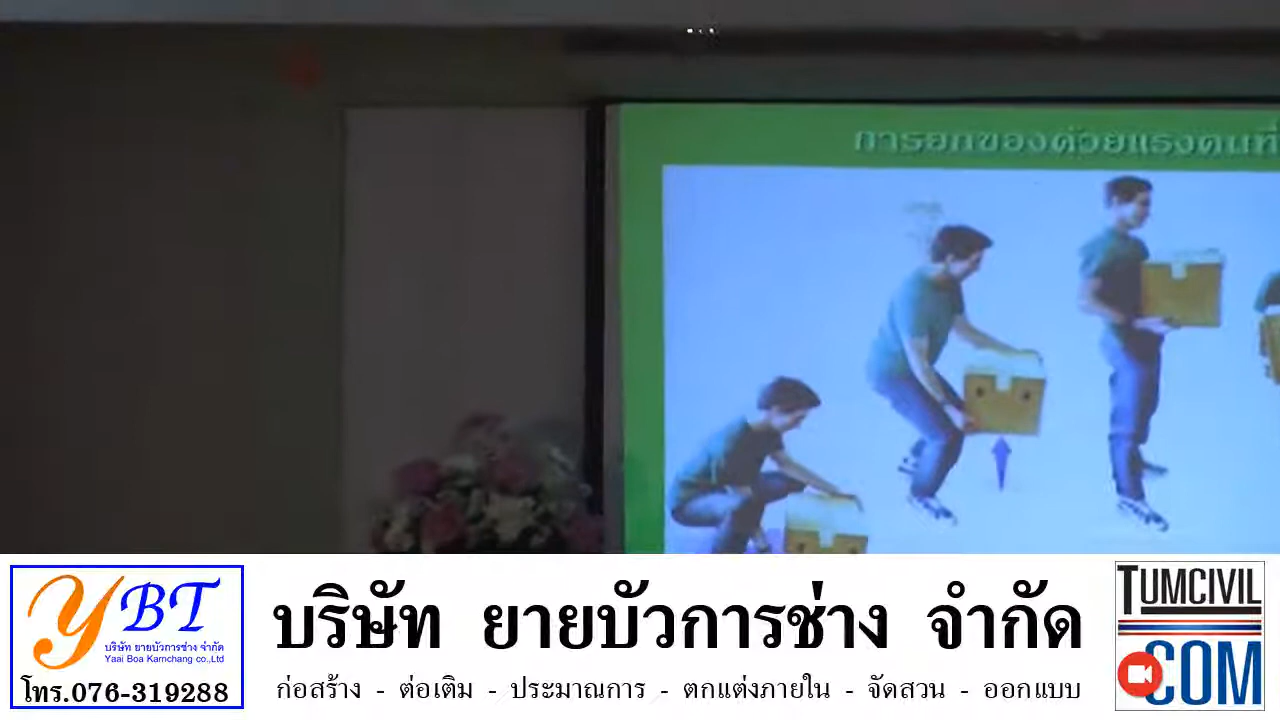 การยกของด้วยแรงคนที่
YBT
บริษัท ยายบัวการช่าง จำกัด
Yaai Boa Karnchang co.,Ltd
โทร.076-319288
บริษัท ยายบัวการช่าง จำกัด
ก่อสร้าง - ต่อเติม - ประมาณการ - ตกแต่งภายใน - จัดสวน - ออกแบบ
TUMCIVIL
COM